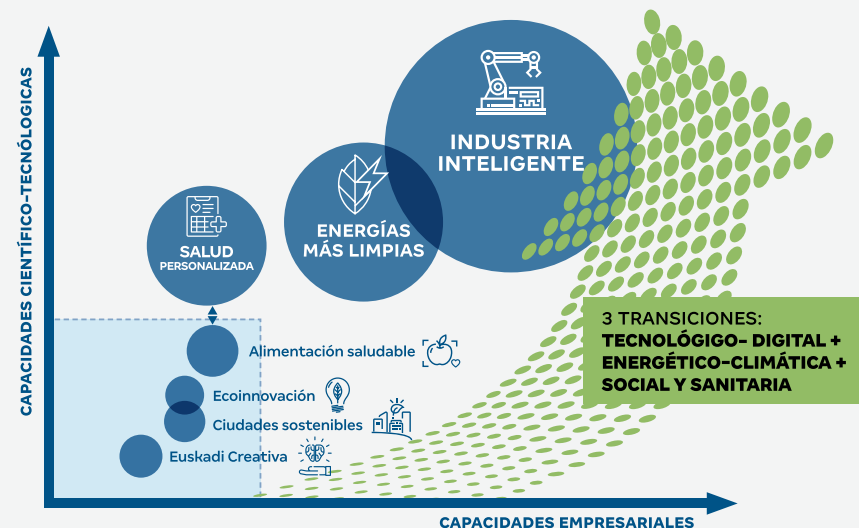 CAPACIDADES CIENTÍFICO-TECNÓLOGICAS
INDUSTRIA
INTELIGENTE
ENERGÍAS
MÁS LIMPIAS
SALUD
PERSONALIZADA
3 TRANSICIONES:
TECNOLÓGIGO- DIGITAL +
ENERGÉTICO-CLIMÁTICA +
SOCIAL Y SANITARIA
Alimentación saludable
Ecoinnovación
Ciudades sostenibles
Euskadi Creativa
CAPACIDADES EMPRESARIALES